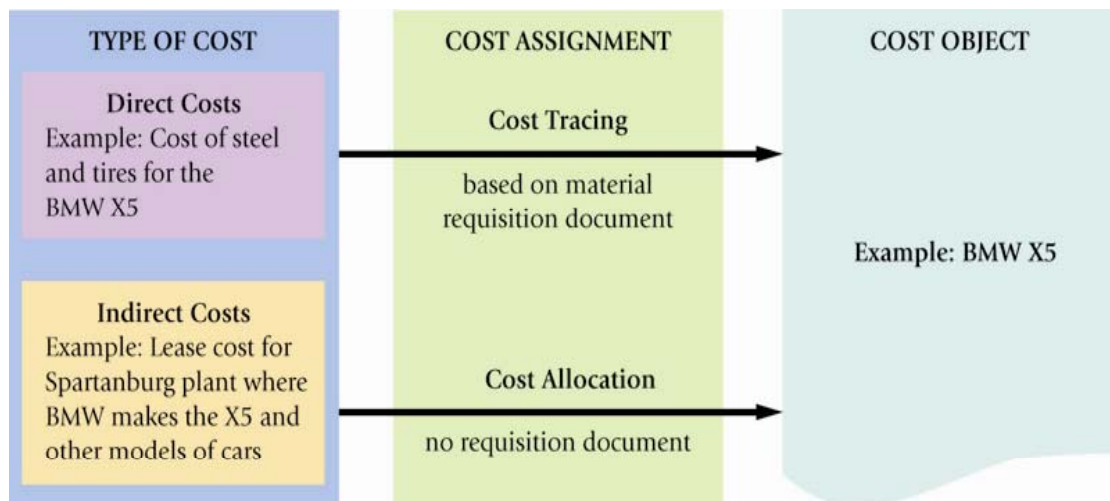 TYPE OF COST
Direct Costs
Example: Cost of steel
and tires for the
BMW X5
Indirect Costs
Example: Lease cost for
Spartanburg plant where
BMW makes the X5 and
other models of cars
COST ASSIGNMENT
Cost Tracing
based on material
requisition document
Cost Allocation
no requisition document
COST OBJECT
Example: BMW X5